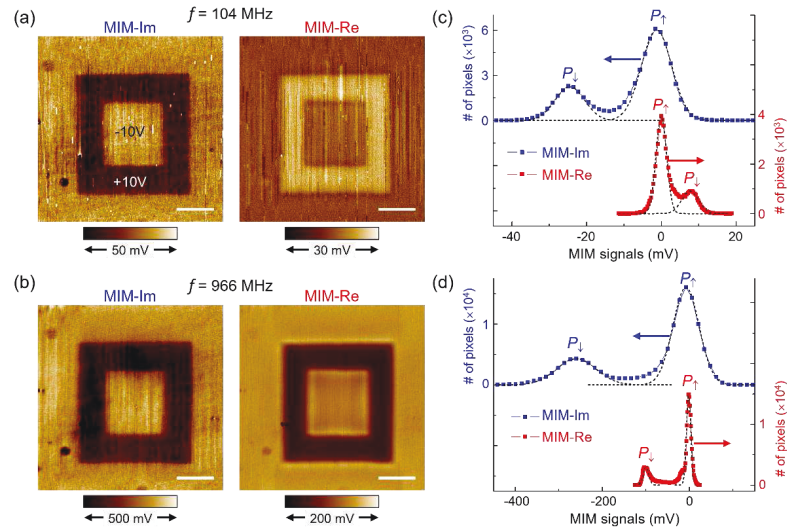 (a)
f = 104 MHz
MIM-Im
MIM-Re
-10V
+10V
50 mV
30 mV
(b)
f = 966 MHz
MIM-Im
MIM-Re
500 mV
200 mV
(c)
# of pixels (×10³)
6
3
0
P↓
P↑
P↑
P↓
MIM-Im
MIM-Re
4
2
0
# of pixels (×10³)
-40
-20
0
20
MIM signals (mV)
(d)
# of pixels (×10⁴)
1
0
P↓
P↑
P↑
P↓
MIM-Im
MIM-Re
1
0
# of pixels (×10⁴)
-400
-200
0
MIM signals (mV)